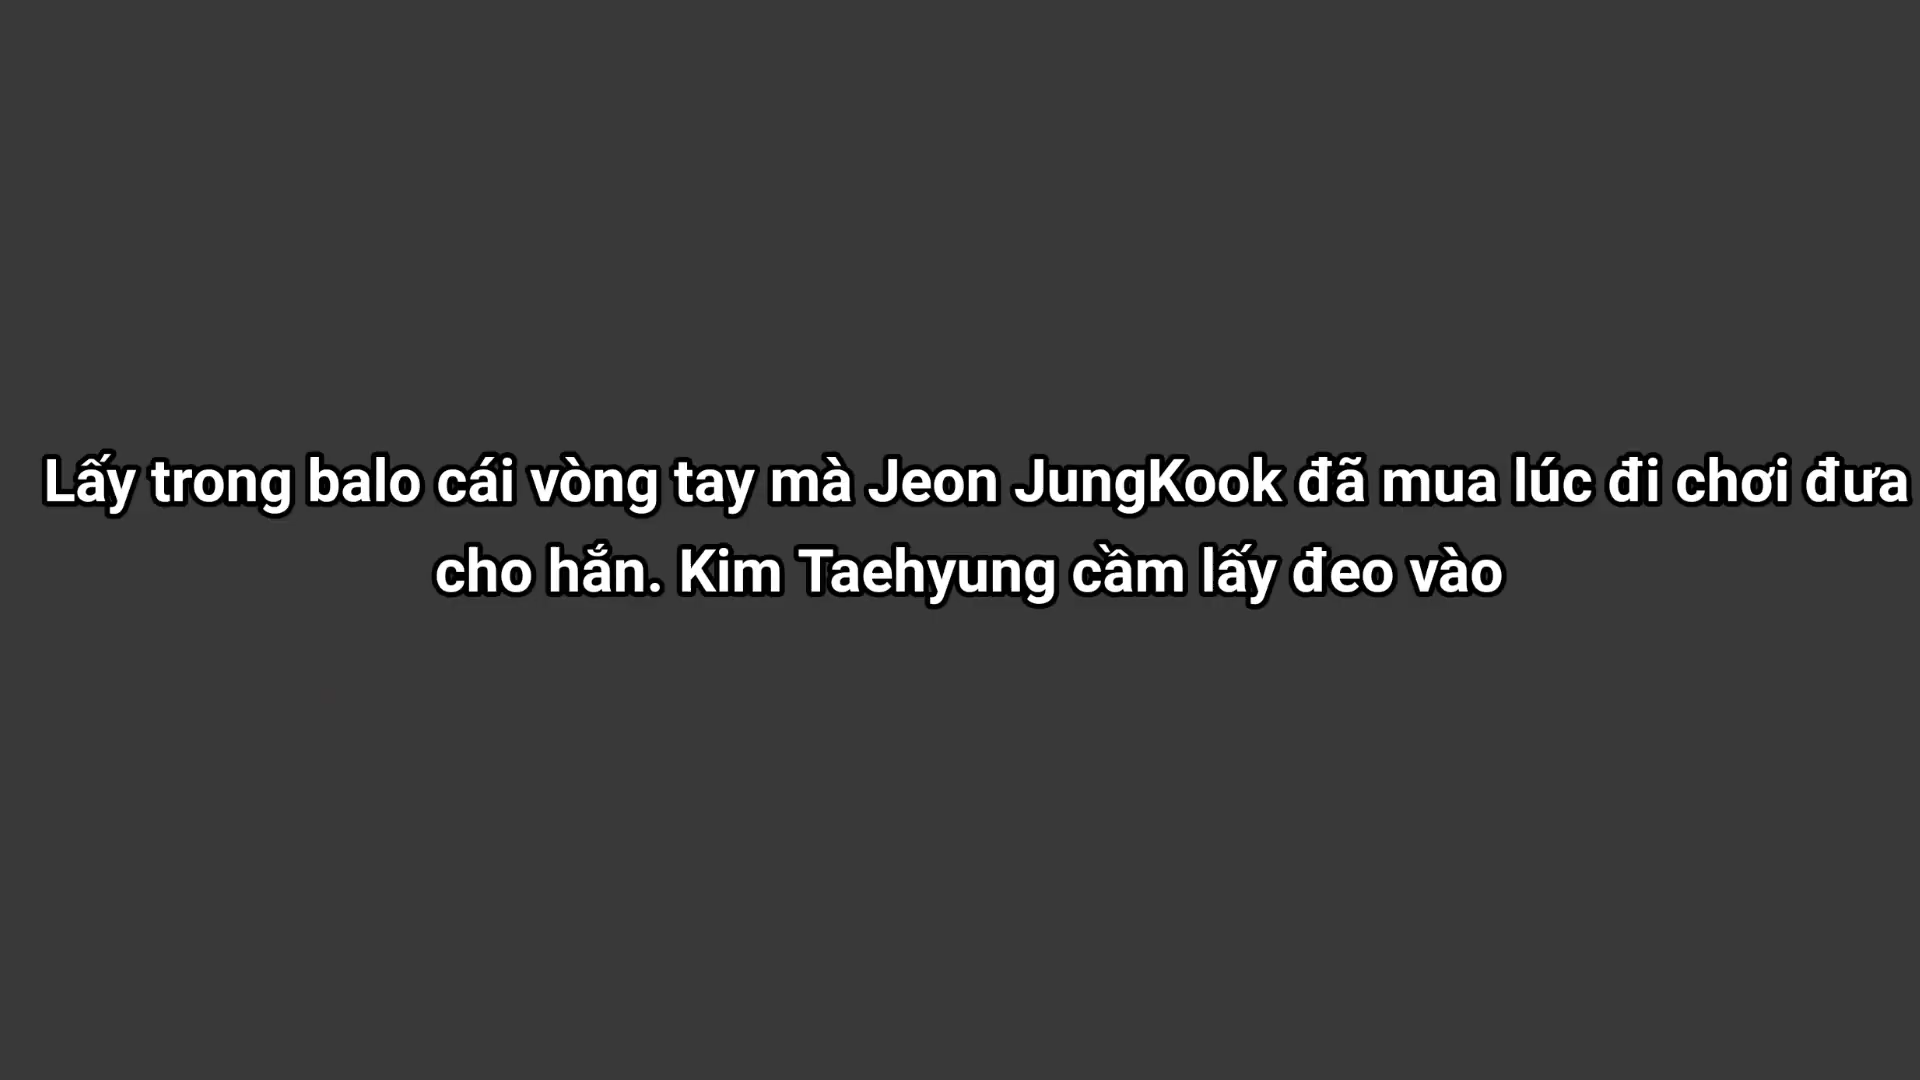 Lấy trong balo cái vòng tay mà Jeon JungKook đã mua lúc đi chơi đưa
cho hắn. Kim Taehyung cầm lấy đeo vào